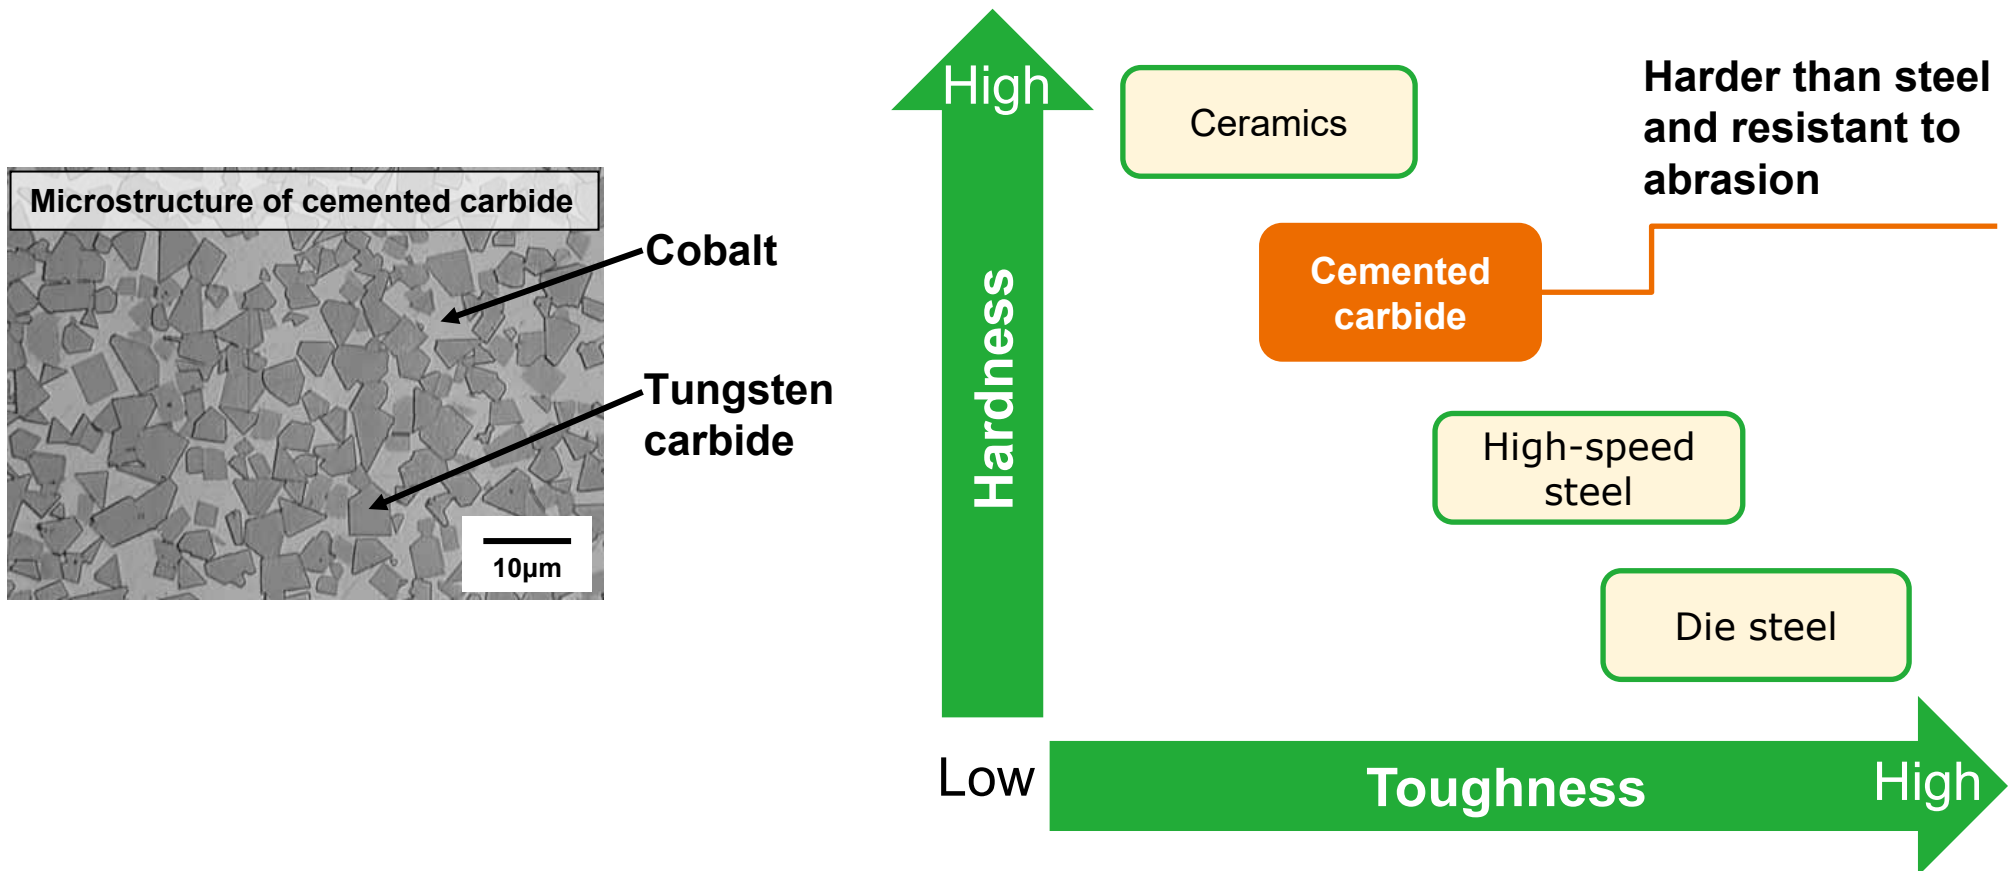 Microstructure of cemented carbide
Cobalt
Tungsten
carbide
10µm
High
Hardness
Low
Toughness
High
Ceramics
Cemented
carbide
Harder than steel
and resistant to
abrasion
High-speed
steel
Die steel